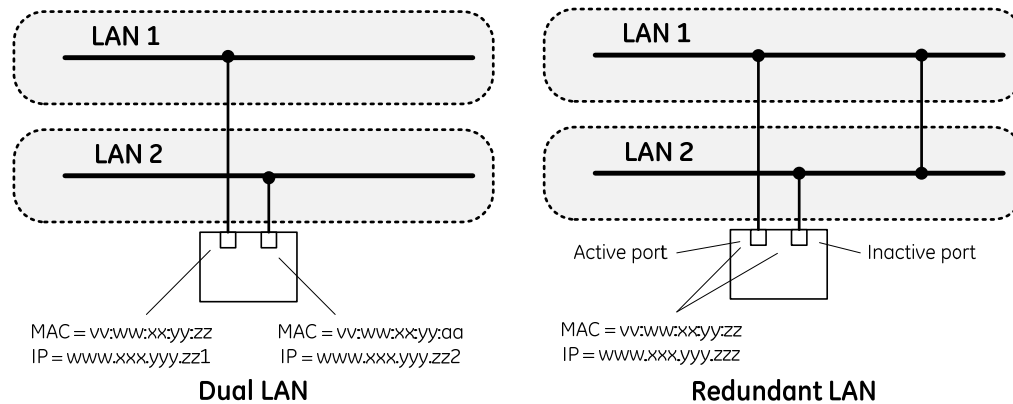 LAN 1
LAN 2
MAC = vv:ww:xx:yy:zz
IP = www.xxx.yyy.zz1
MAC = vv:ww:xx:yy:aa
IP = www.xxx.yyy.zz2
Dual LAN
LAN 1
LAN 2
Active port
Inactive port
MAC = vv:ww:xx:yy:zz
IP = www.xxx.yyy.zzz
Redundant LAN